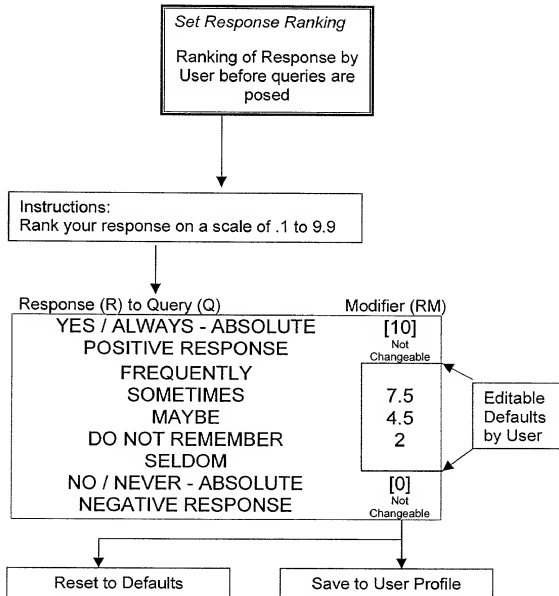 Set Response Ranking
Ranking of Response by
User before queries are
posed
Instructions:
Rank your response on a scale of .1 to 9.9
Response (R) to Query (Q) Modifier (RM)
YES / ALWAYS - ABSOLUTE [10]
POSITIVE RESPONSE Not
Changeable
FREQUENTLY
SOMETIMES 7.5
MAYBE 4.5
DO NOT REMEMBER 2
SELDOM
Editable
Defaults
by User
NO / NEVER - ABSOLUTE [0]
NEGATIVE RESPONSE Not
Changeable
Reset to Defaults Save to User Profile